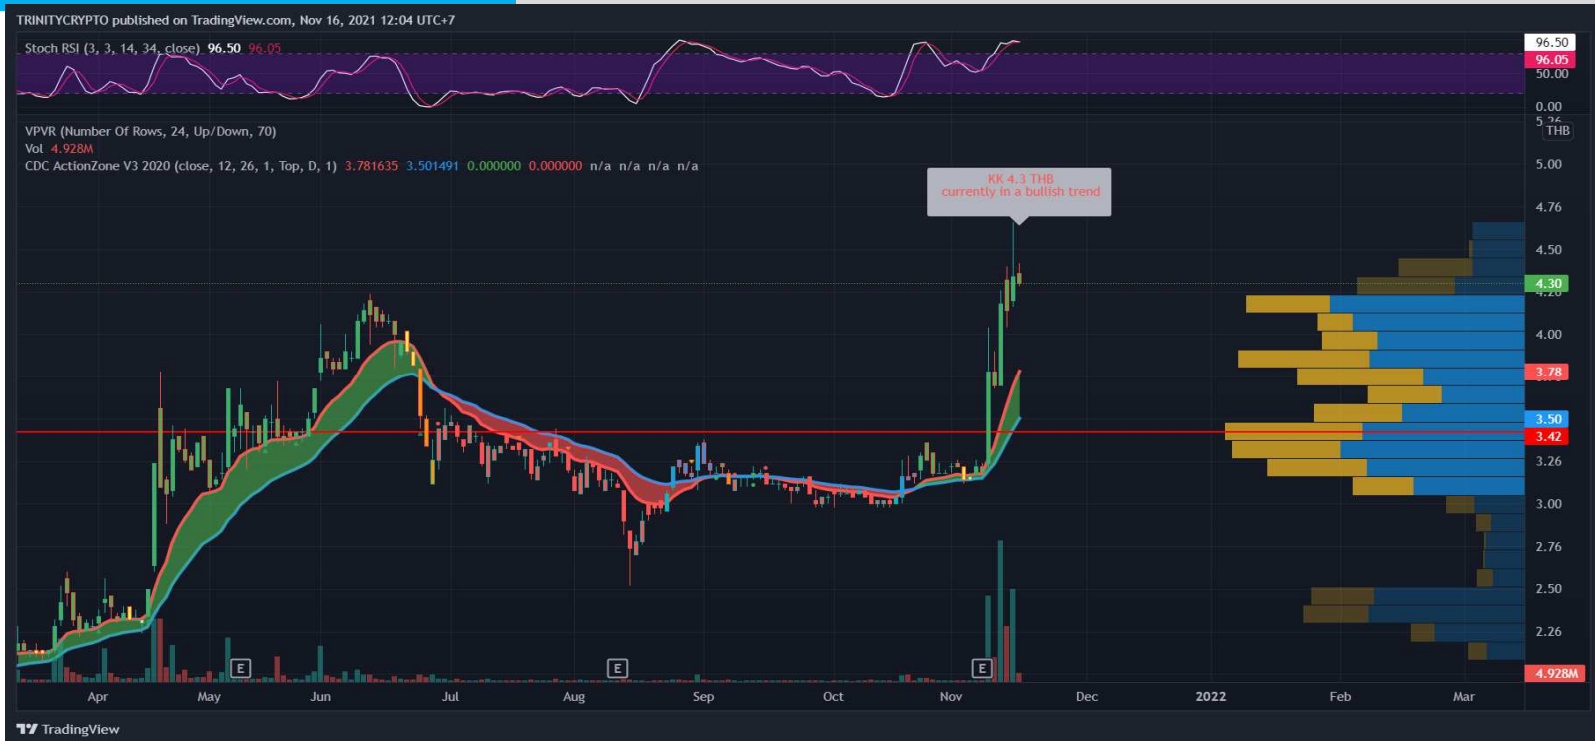 TRINITYCRYPTO published on TradingView.com, Nov 16, 2021 12:04 UTC+7
Stoch RSI (3, 3, 14, 34, close) 96.50 96.05
96.50
96.05
50.00
0.00
THB
VPVR (Number Of Rows, 24, Up/Down, 70)
Vol 4.928M
CDC ActionZone V3 2020 (close, 12, 26, 1, Top, D, 1) 3.781635 3.501491 0.000000 0.000000 n/a n/a n/a n/a
KK 4.3 THB
currently in a bullish trend
5.00
4.76
4.50
4.30
4.00
3.78
3.50
3.42
3.26
3.00
2.76
2.50
2.26
4.928M
E E E
Apr May Jun Jul Aug Sep Oct Nov Dec 2022 Feb Mar
TradingView